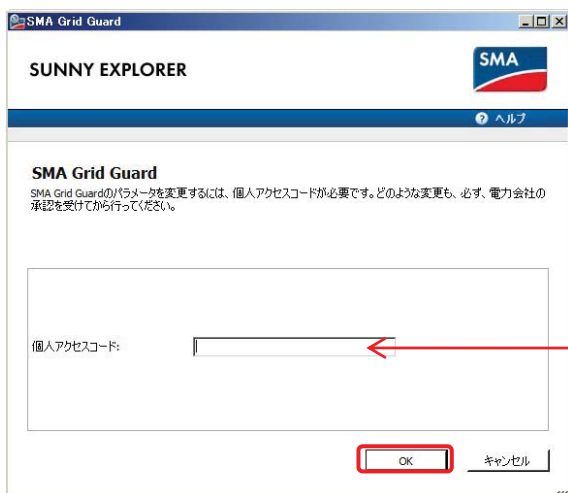 SMA Grid Guard
SUNNY EXPLORER
SMA
ヘルプ
SMA Grid Guard
SMA Grid Guardのパラメータを変更するには、個人アクセスコードが必要です。どのような変更も、必ず、電力会社の
承認を受けてから行ってください。
個人アクセスコード:
OK
キャンセル